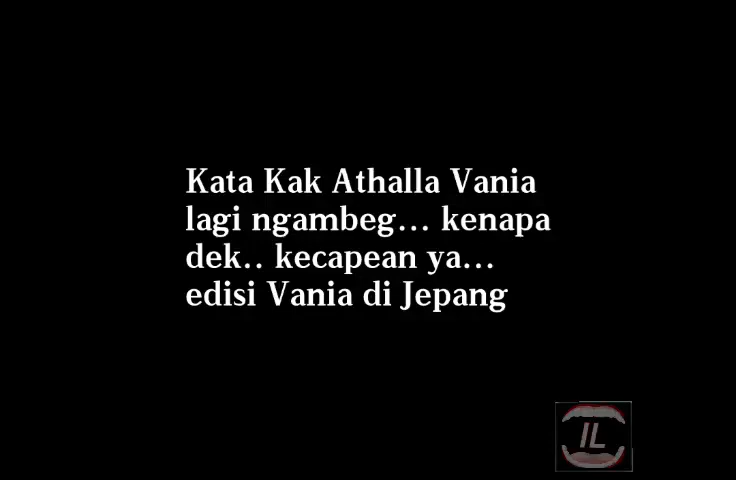 Kata Kak Athalla Vania
lagi ngambeg... kenapa
dek.. kecapean ya...
edisi Vania di Jepang
IL